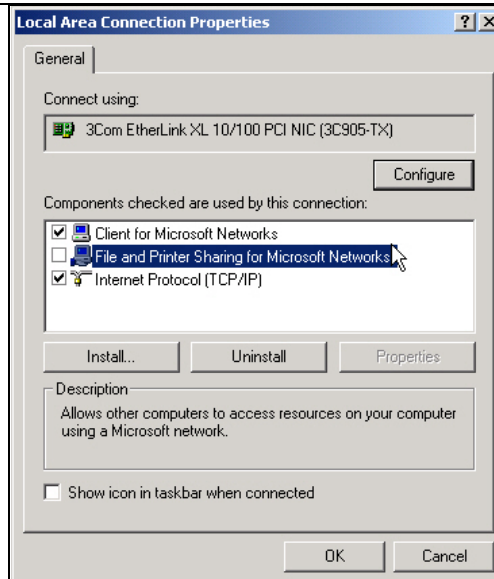 Local Area Connection Properties
General
Connect using:
3Com EtherLink XL 10/100 PCI NIC (3C905-TX)
Configure
Components checked are used by this connection:
Client for Microsoft Networks
File and Printer Sharing for Microsoft Networks
Internet Protocol (TCP/IP)
Install...
Uninstall
Properties
Description
Allows other computers to access resources on your computer
using a Microsoft network.
Show icon in taskbar when connected
OK
Cancel